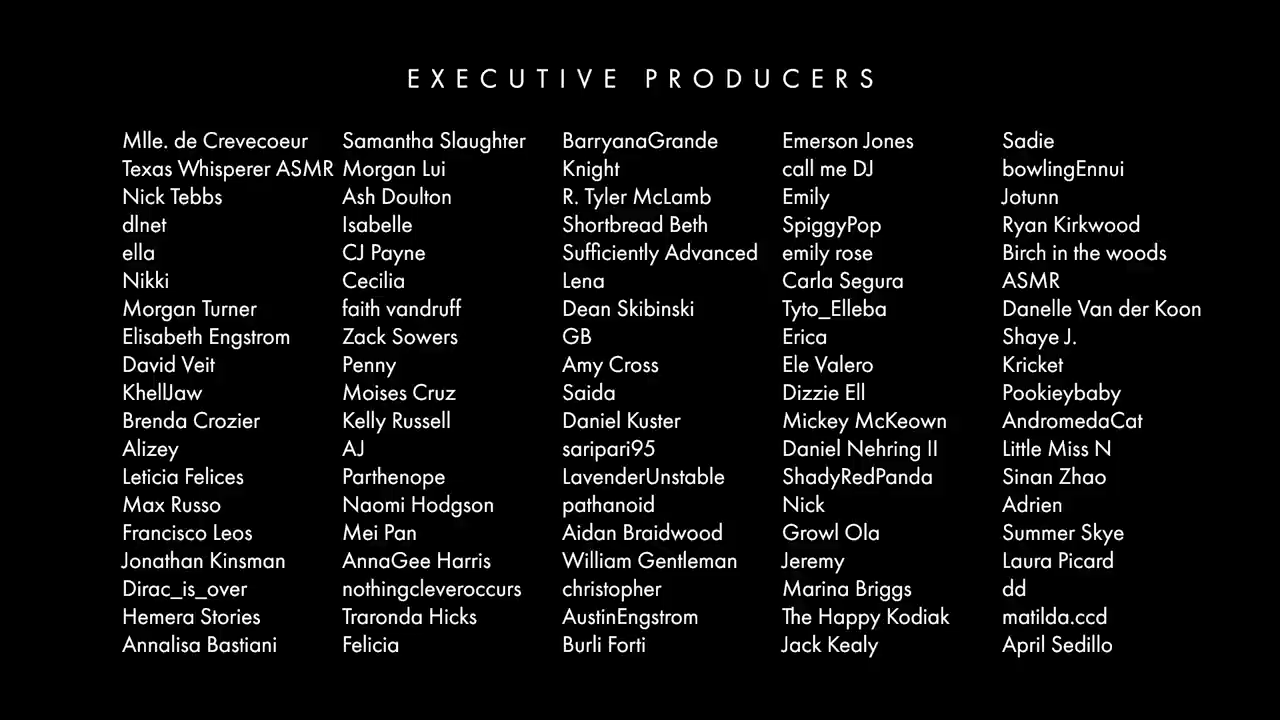 EXECUTIVE PRODUCERS
Mlle. de Crevecoeur
Texas Whisperer ASMR
Nick Tebbs
dlnet
ella
Nikki
Morgan Turner
Elisabeth Engstrom
David Veit
KhellJaw
Brenda Crozier
Alizey
Leticia Felices
Max Russo
Francisco Leos
Jonathan Kinsman
Dirac_is_over
Hemera Stories
Annalisa Bastiani
Samantha Slaughter
Morgan Lui
Ash Doulton
Isabelle
CJ Payne
Cecilia
faith vandruff
Zack Sowers
Penny
Moises Cruz
Kelly Russell
AJ
Parthenope
Naomi Hodgson
Mei Pan
AnnaGee Harris
nothingcleveroccurs
Traronda Hicks
Felicia
BarryanaGrande
Knight
R. Tyler McLamb
Shortbread Beth
Sufficiently Advanced
Lena
Dean Skibinski
GB
Amy Cross
Saida
Daniel Kuster
saripari95
LavenderUnstable
pathanoid
Aidan Braidwood
William Gentleman
christopher
AustinEngstrom
Burli Forti
Emerson Jones
call me DJ
Emily
SpiggyPop
emily rose
Carla Segura
Tyto_Elleba
Erica
Ele Valero
Dizzie Ell
Mickey McKeown
Daniel Nehring II
ShadyRedPanda
Nick
Growl Ola
Jeremy
Marina Briggs
The Happy Kodiak
Jack Kealy
Sadie
bowlingEnnui
Jotunn
Ryan Kirkwood
Birch in the woods
ASMR
Danelle Van der Koon
Shaye J.
Kricket
Pookieybaby
AndromedaCat
Little Miss N
Sinan Zhao
Adrien
Summer Skye
Laura Picard
dd
matilda.ccd
April Sedillo